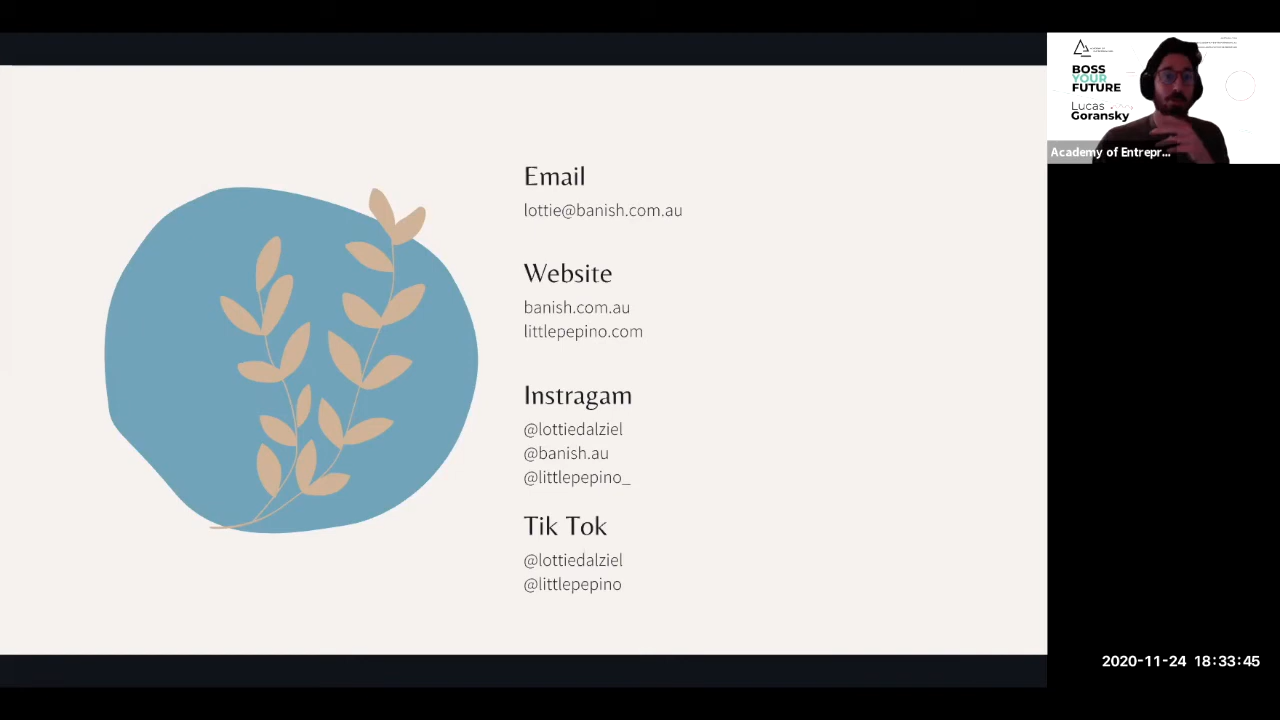 Email
lottie@banish.com.au
Website
banish.com.au
littlepepino.com
Instragam
@lottiedalziel
@banish.au
@littlepepino_
Tik Tok
@lottiedalziel
@littlepepino
BOSS
YOUR
FUTURE
Lucas
Goransky
Academy of Entrepr...
2020-11-24 18:33:45